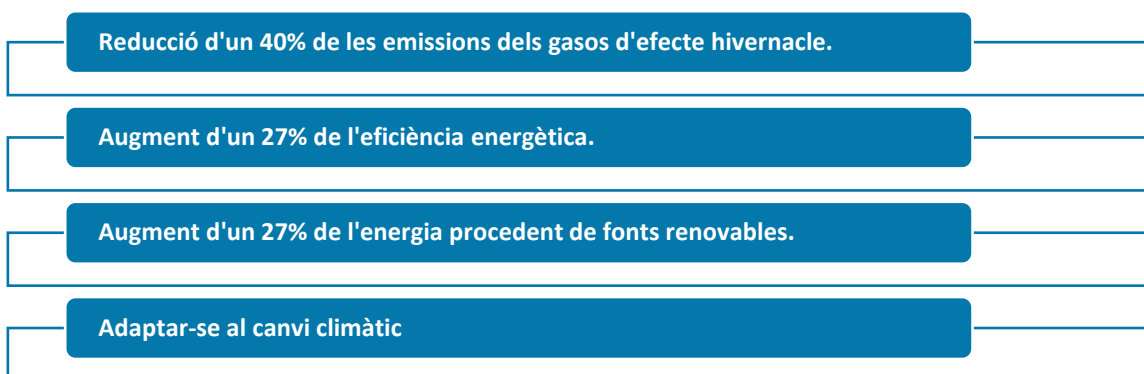 Reducció d'un 40% de les emissions dels gasos d'efecte hivernacle.
Augment d'un 27% de l'eficiència energètica.
Augment d'un 27% de l'energia procedent de fonts renovables.
Adaptar-se al canvi climàtic